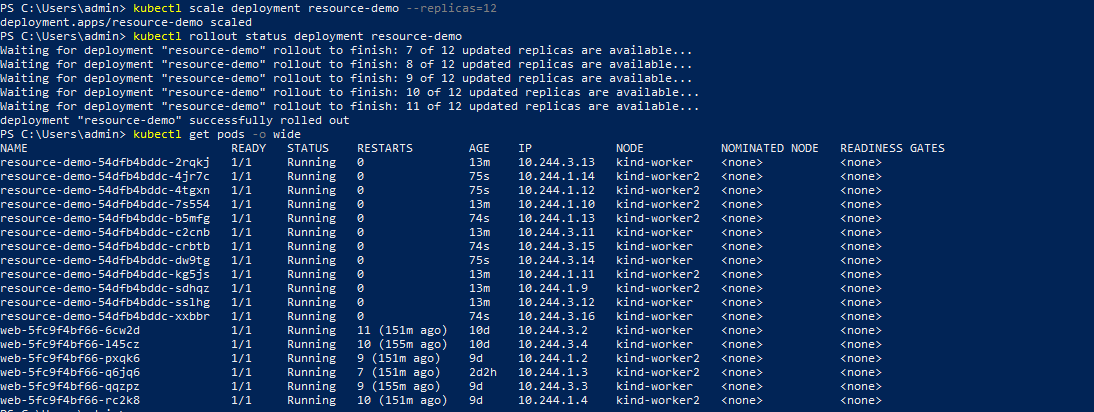 PS C:\Users\admin> kubectl scale deployment resource-demo --replicas=12
deployment.apps/resource-demo scaled
PS C:\Users\admin> kubectl rollout status deployment resource-demo
Waiting for deployment "resource-demo" rollout to finish: 7 of 12 updated replicas are available...
Waiting for deployment "resource-demo" rollout to finish: 8 of 12 updated replicas are available...
Waiting for deployment "resource-demo" rollout to finish: 9 of 12 updated replicas are available...
Waiting for deployment "resource-demo" rollout to finish: 10 of 12 updated replicas are available...
Waiting for deployment "resource-demo" rollout to finish: 11 of 12 updated replicas are available...
deployment "resource-demo" successfully rolled out
PS C:\Users\admin> kubectl get pods -o wide
NAME READY STATUS RESTARTS AGE IP NODE NOMINATED NODE READINESS GATES
resource-demo-54dfb4bddc-2rqkj 1/1 Running 0 13m 10.244.3.13 kind-worker <none> <none>
resource-demo-54dfb4bddc-4jr7c 1/1 Running 0 75s 10.244.1.14 kind-worker2 <none> <none>
resource-demo-54dfb4bddc-4tgxn 1/1 Running 0 75s 10.244.1.12 kind-worker2 <none> <none>
resource-demo-54dfb4bddc-7s554 1/1 Running 0 13m 10.244.1.10 kind-worker2 <none> <none>
resource-demo-54dfb4bddc-b5mfg 1/1 Running 0 74s 10.244.1.13 kind-worker2 <none> <none>
resource-demo-54dfb4bddc-c2cnb 1/1 Running 0 13m 10.244.3.11 kind-worker <none> <none>
resource-demo-54dfb4bddc-crbtb 1/1 Running 0 74s 10.244.3.15 kind-worker <none> <none>
resource-demo-54dfb4bddc-dw9tg 1/1 Running 0 75s 10.244.3.14 kind-worker <none> <none>
resource-demo-54dfb4bddc-kg5js 1/1 Running 0 13m 10.244.1.11 kind-worker2 <none> <none>
resource-demo-54dfb4bddc-sdhqz 1/1 Running 0 13m 10.244.1.9 kind-worker2 <none> <none>
resource-demo-54dfb4bddc-sslhg 1/1 Running 0 13m 10.244.3.12 kind-worker <none> <none>
resource-demo-54dfb4bddc-xxbbr 1/1 Running 0 74s 10.244.3.16 kind-worker <none> <none>
web-5fc9f4bf66-6cw2d 1/1 Running 11 (151m ago) 10d 10.244.3.2 kind-worker <none> <none>
web-5fc9f4bf66-l45cz 1/1 Running 10 (155m ago) 10d 10.244.3.4 kind-worker <none> <none>
web-5fc9f4bf66-pxqk6 1/1 Running 9 (151m ago) 9d 10.244.1.2 kind-worker2 <none> <none>
web-5fc9f4bf66-q6jq6 1/1 Running 7 (151m ago) 2d2h 10.244.1.3 kind-worker2 <none> <none>
web-5fc9f4bf66-qqzpz 1/1 Running 9 (155m ago) 9d 10.244.3.3 kind-worker <none> <none>
web-5fc9f4bf66-rc2k8 1/1 Running 10 (151m ago) 9d 10.244.1.4 kind-worker2 <none> <none>